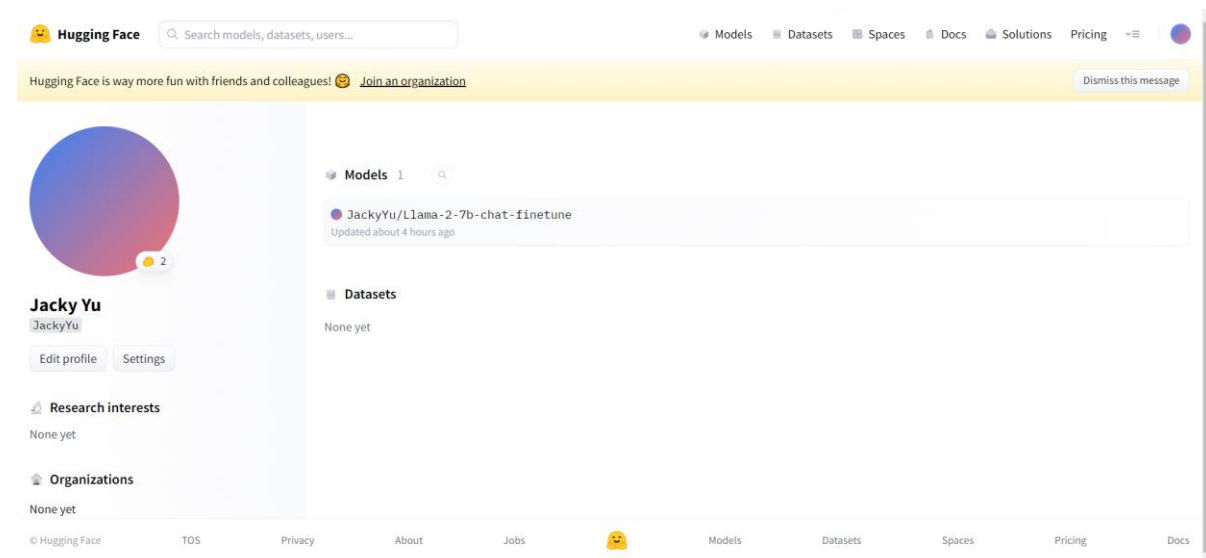 Hugging Face Search models, datasets, users... Models Datasets Spaces Docs Solutions Pricing
Hugging Face is way more fun with friends and colleagues! Join an organization Dismiss this message
Models 1
JackyYu/Llama-2-7b-chat-finetune
Updated about 4 hours ago
2
Jacky Yu
JackyYu
Edit profile Settings
Datasets
None yet
Research interests
None yet
Organizations
None yet
© Hugging Face TOS Privacy About Jobs Models Datasets Spaces Pricing Docs